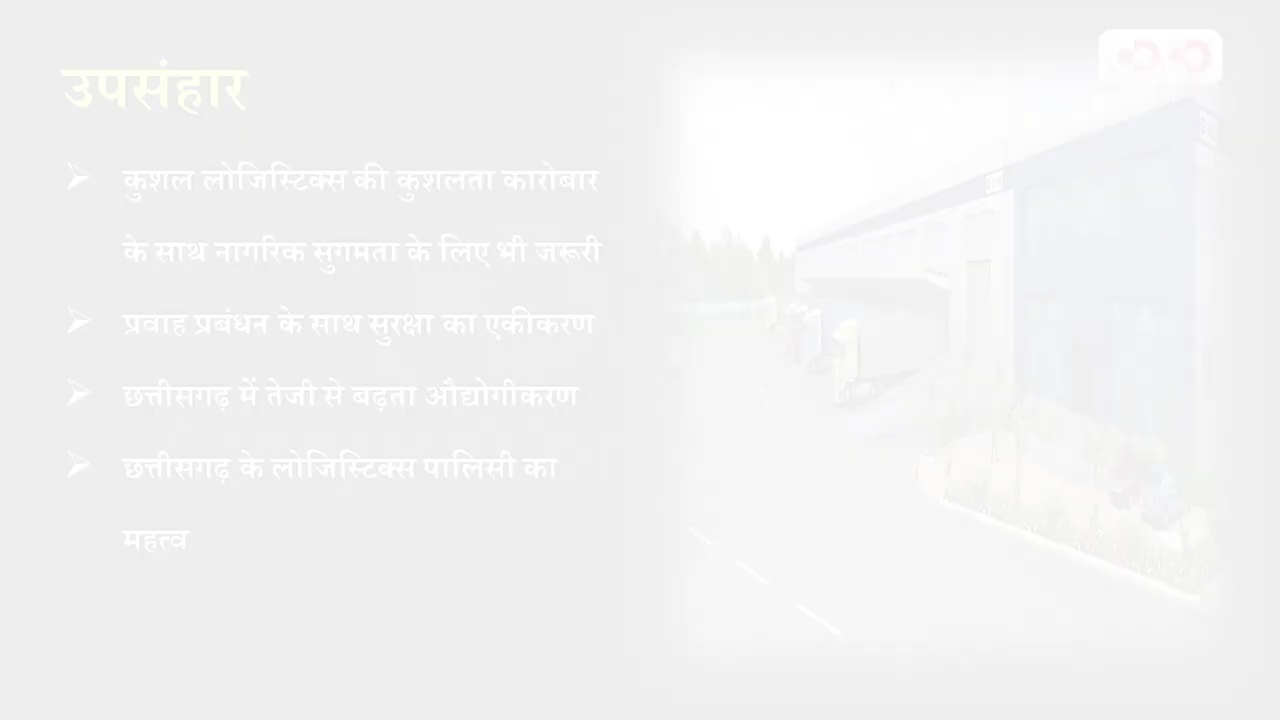 उपसंहार
कुशल लोजिस्टिक्स की कुशलता कारोबार
के साथ नागरिक सुगमता के लिए भी जरूरी
प्रवाह प्रबंधन के साथ सुरक्षा का एकीकरण
छत्तीसगढ़ में तेजी से बढ़ता औद्योगीकरण
छत्तीसगढ़ के लोजिस्टिक्स पालिसी का
महत्व